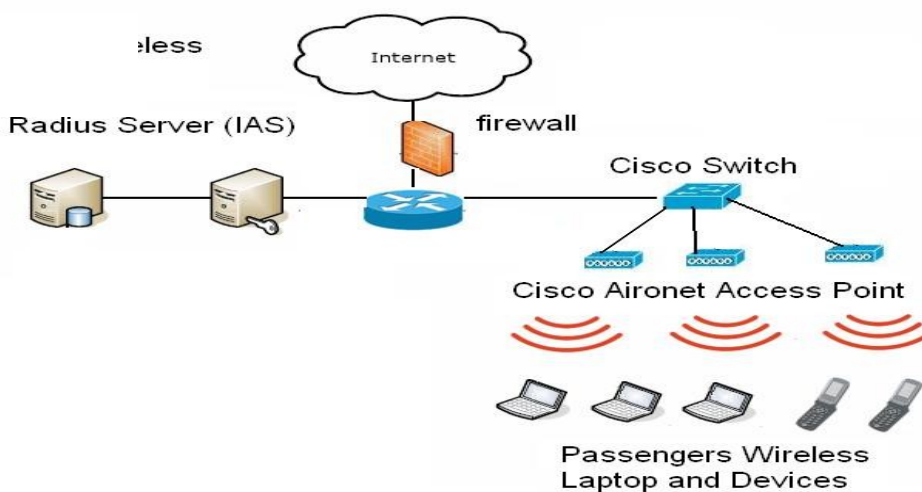 eless
Internet
Radius Server (IAS)
firewall
Cisco Switch
Cisco Aironet Access Point
Passengers Wireless
Laptop and Devices